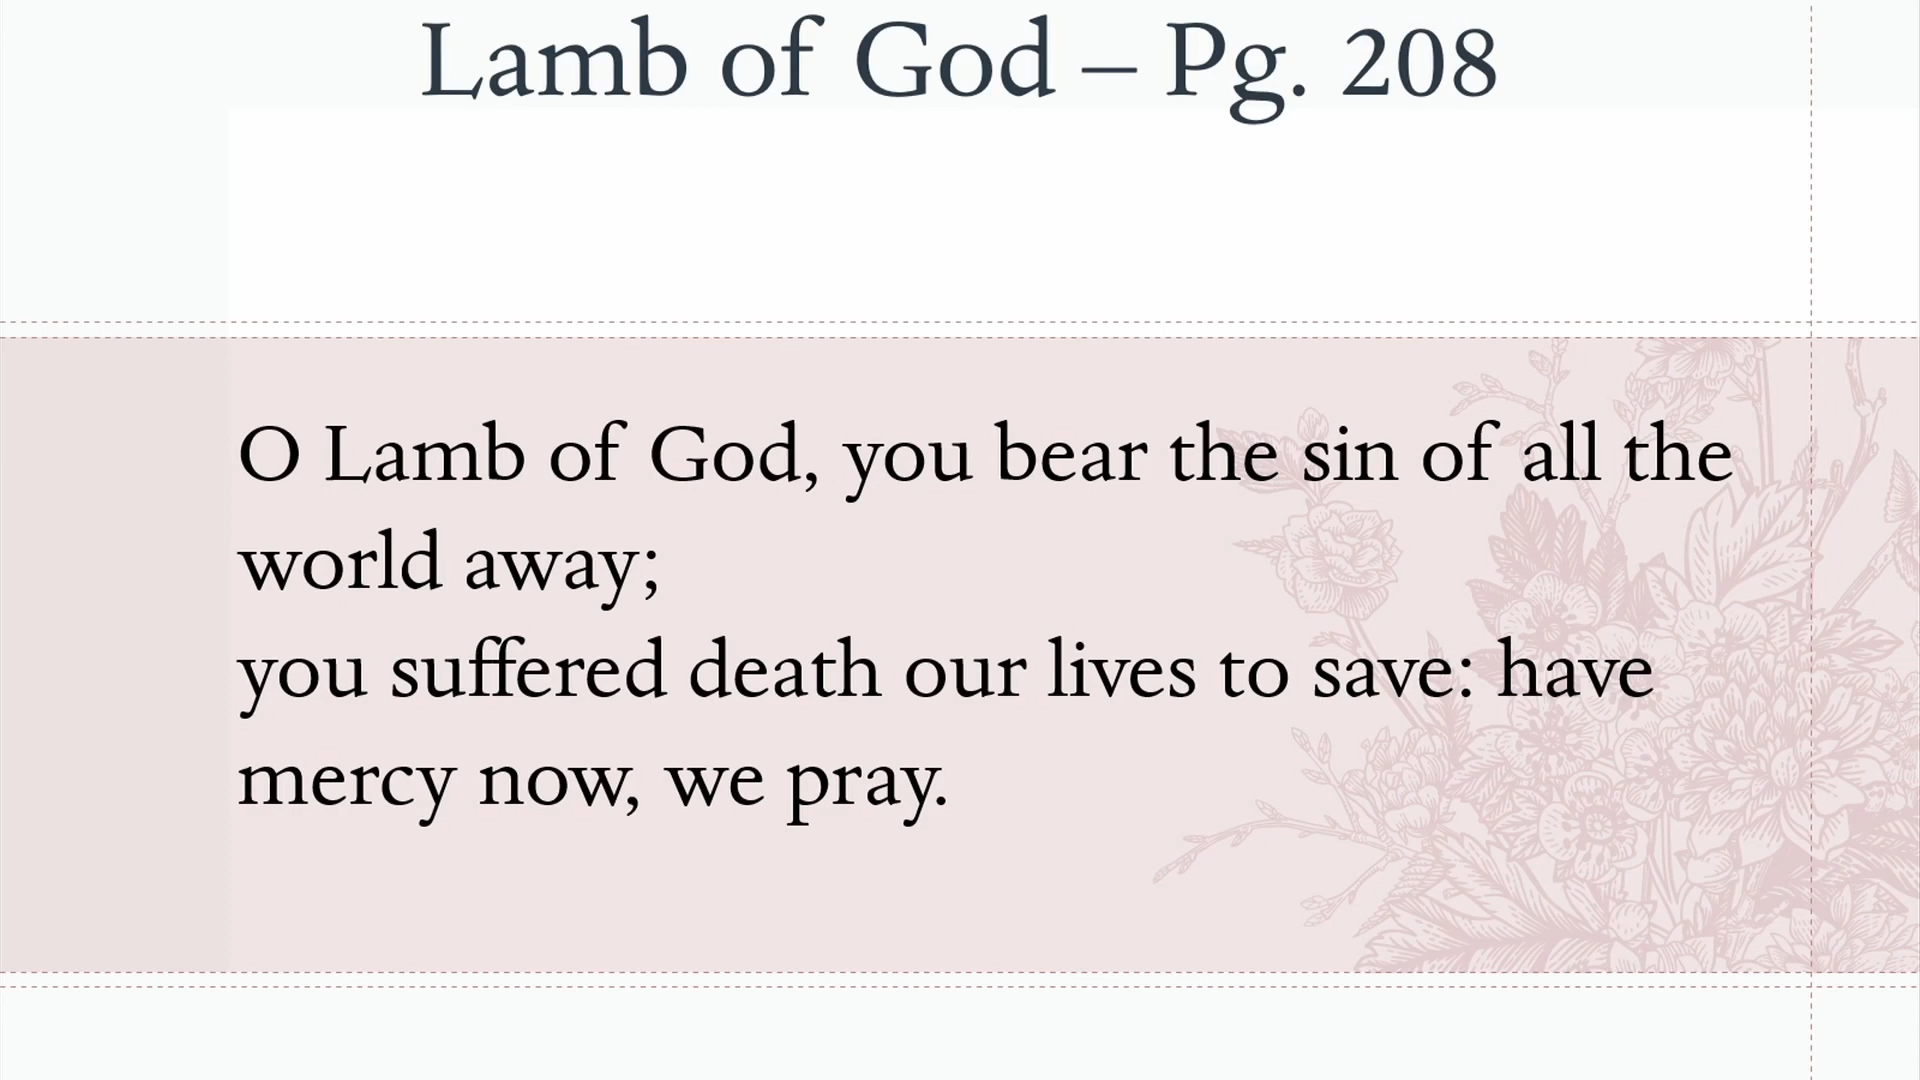 Lamb of God – Pg. 208
O Lamb of God, you bear the sin of all the
world away;
you suffered death our lives to save: have
mercy now, we pray.